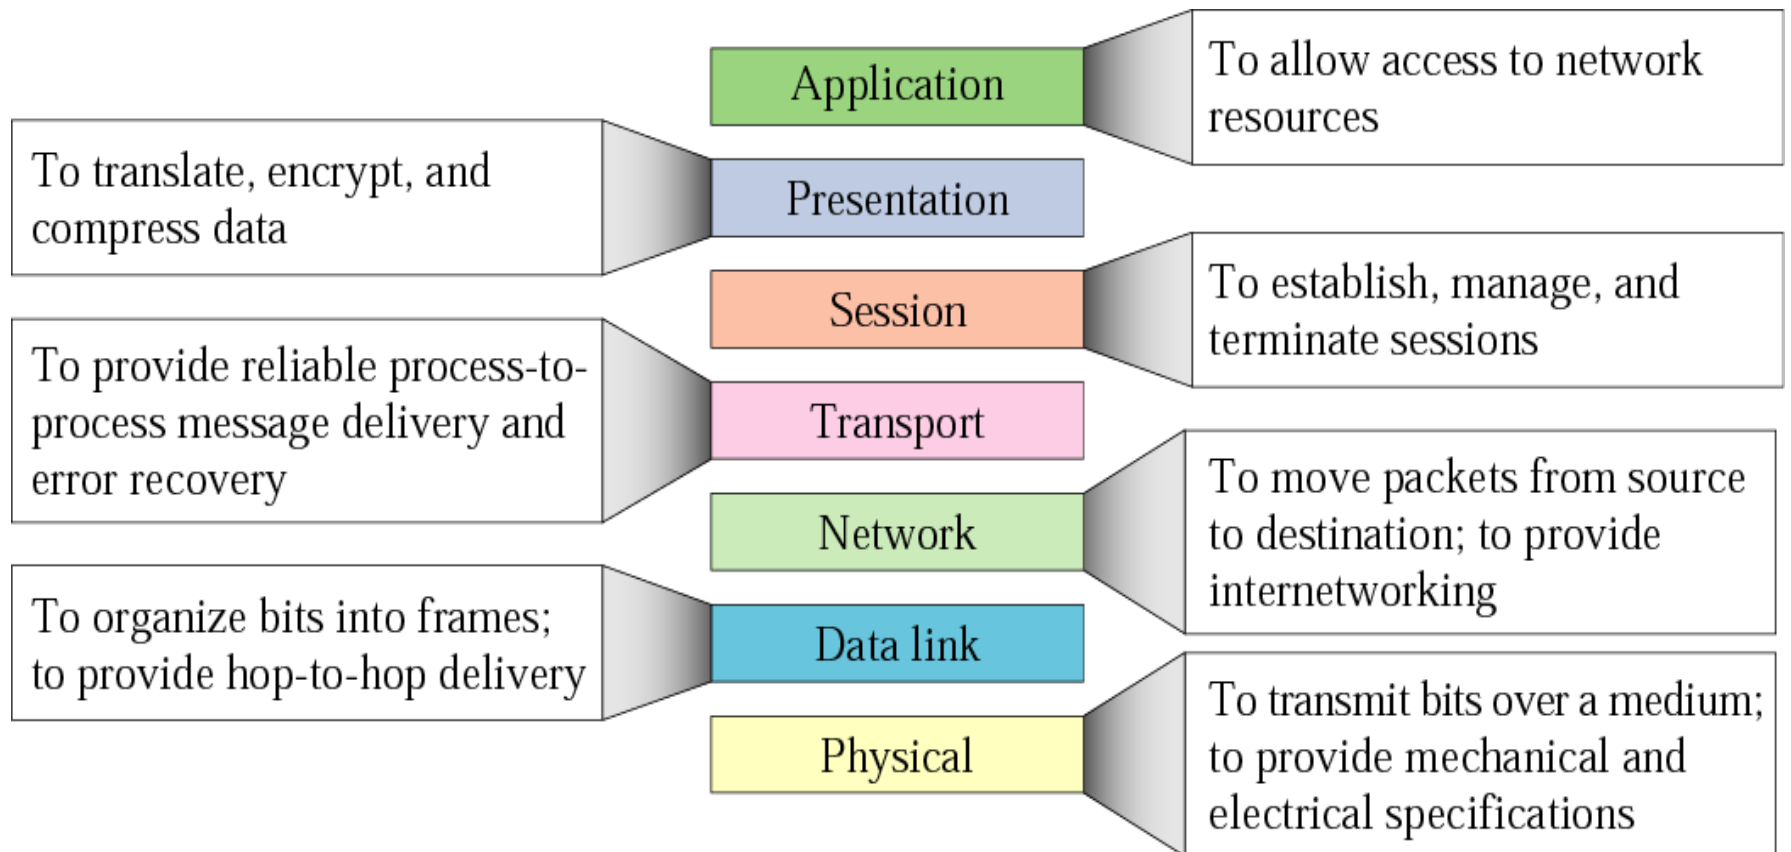 Application
To allow access to network
resources
To translate, encrypt, and
compress data
Presentation
Session
To establish, manage, and
terminate sessions
To provide reliable process-to-
process message delivery and
error recovery
Transport
Network
To move packets from source
to destination; to provide
internetworking
To organize bits into frames;
to provide hop-to-hop delivery
Data link
Physical
To transmit bits over a medium;
to provide mechanical and
electrical specifications